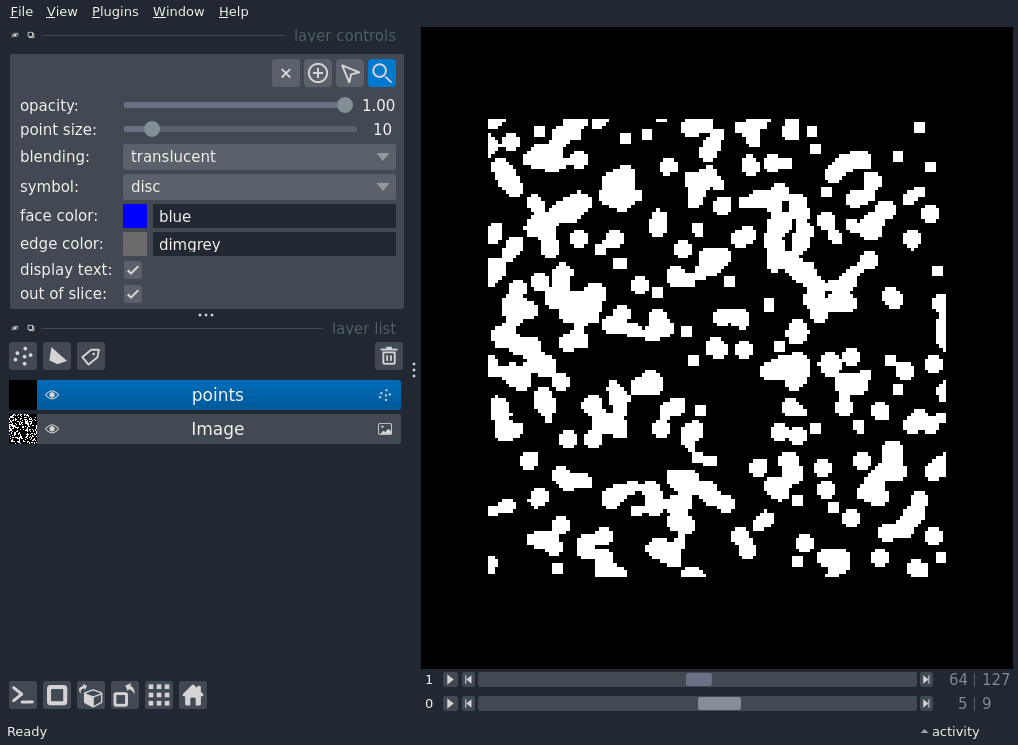 File View Plugins Window Help
layer controls
opacity: 1.00
point size: 10
blending: translucent
symbol: disc
face color: blue
edge color: dimgrey
display text:
out of slice:
layer list
points
Image
1 64 | 127
0 5 | 9
Ready activity